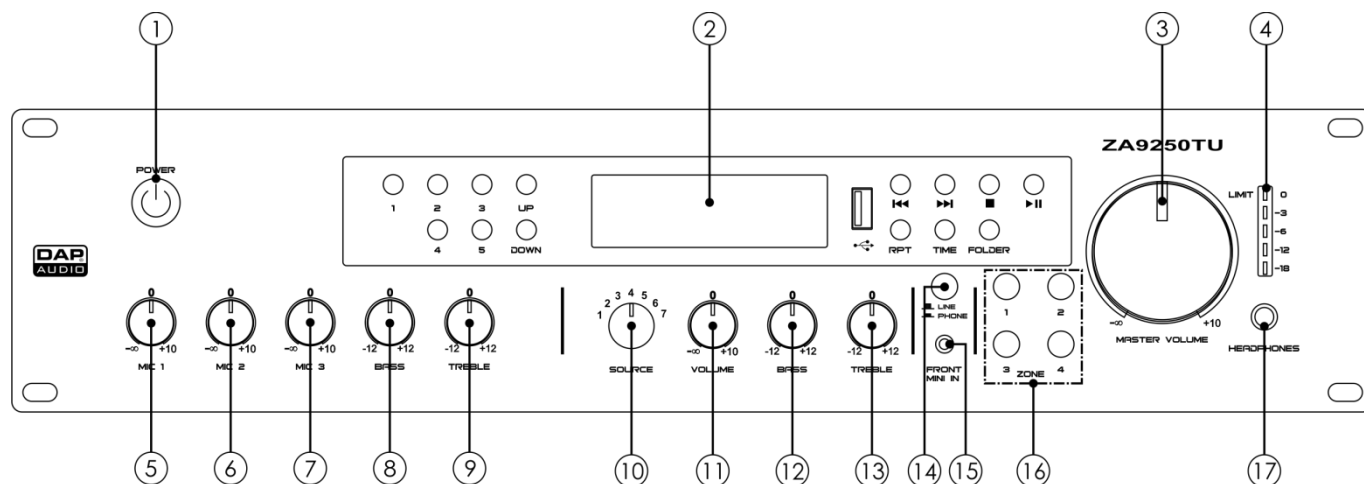 1 2 3 4
ZA9250TU
POWER
1 2 3 UP
4 5 DOWN
RPT TIME FOLDER
LIMIT 0
-3
-6
-12
-18
DAP
AUDIO
0
-∞ +10
MIC 1
0
-∞ +10
MIC 2
0
-∞ +10
MIC 3
0
-12 +12
BASS
0
-12 +12
TREBLE
1 2 3 4 5 6 7
SOURCE
0
-∞ +10
VOLUME
0
-12 +12
BASS
0
-12 +12
TREBLE
LINE
PHONE
FRONT
MINI IN
1 2
3 4
ZONE
-∞ +10
MASTER VOLUME
HEADPHONES
5 6 7 8 9 10 11 12 13 14 15 16 17